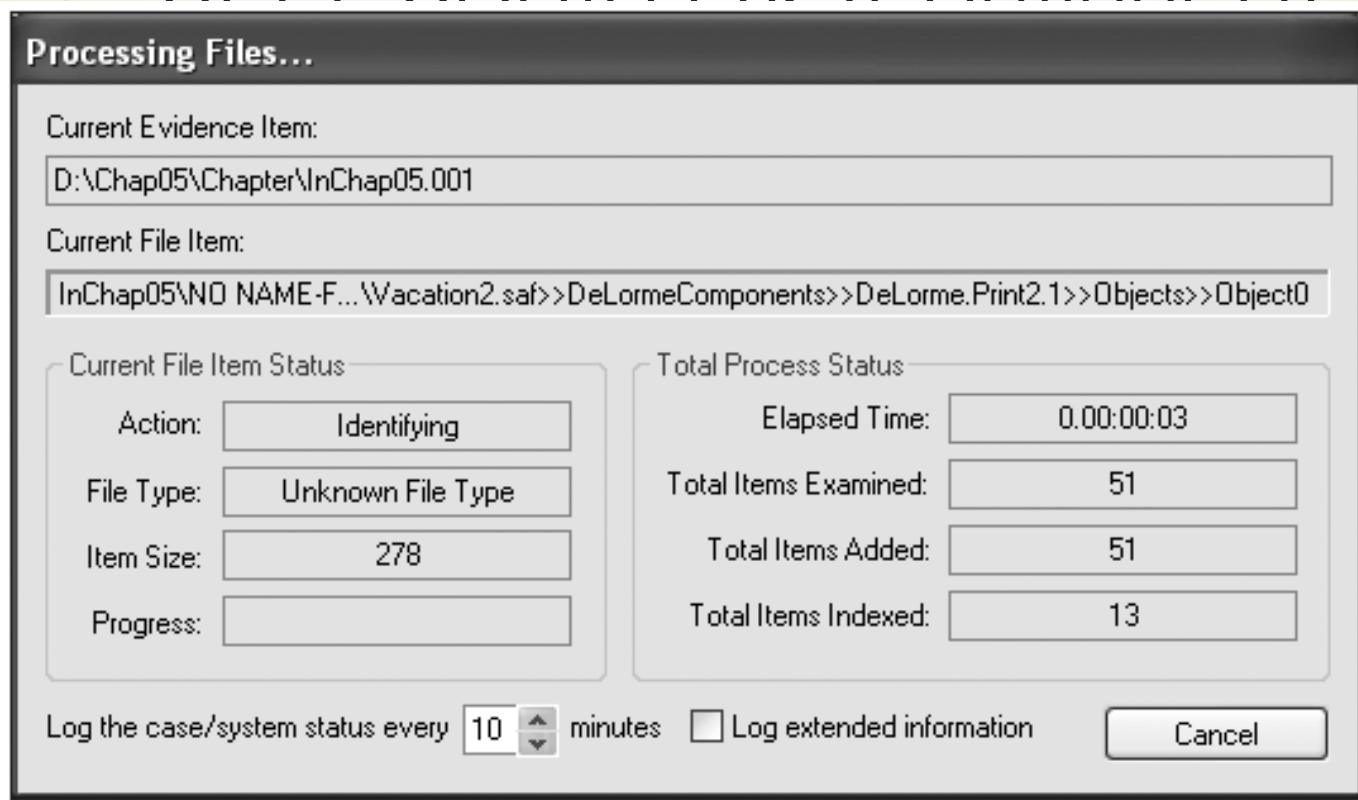 Processing Files...
Current Evidence Item:
D:\Chap05\Chapter\InChap05.001
Current File Item:
InChap05\NO NAME-F...\Vacation2.saf>>DeLormeComponents>>DeLorme.Print2.1>>Objects>>Object0
Current File Item Status
Action: Identifying
File Type: Unknown File Type
Item Size: 278
Progress:
Total Process Status
Elapsed Time: 0.00:00:03
Total Items Examined: 51
Total Items Added: 51
Total Items Indexed: 13
Log the case/system status every 10 minutes Log extended information Cancel